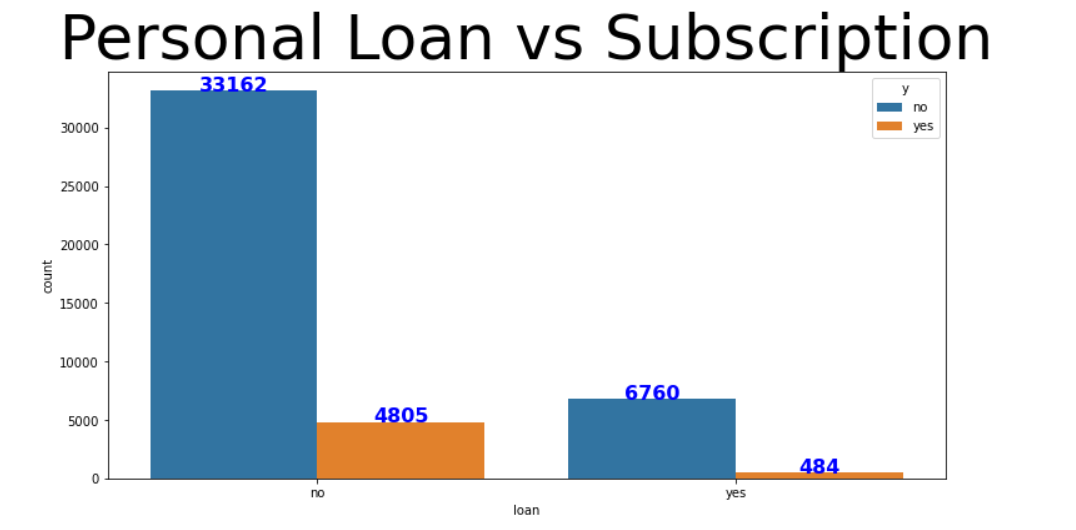 Personal Loan vs Subscription
33162
y
no
yes
30000
25000
20000
15000
10000
5000
0
count
4805
6760
484
no
yes
loan